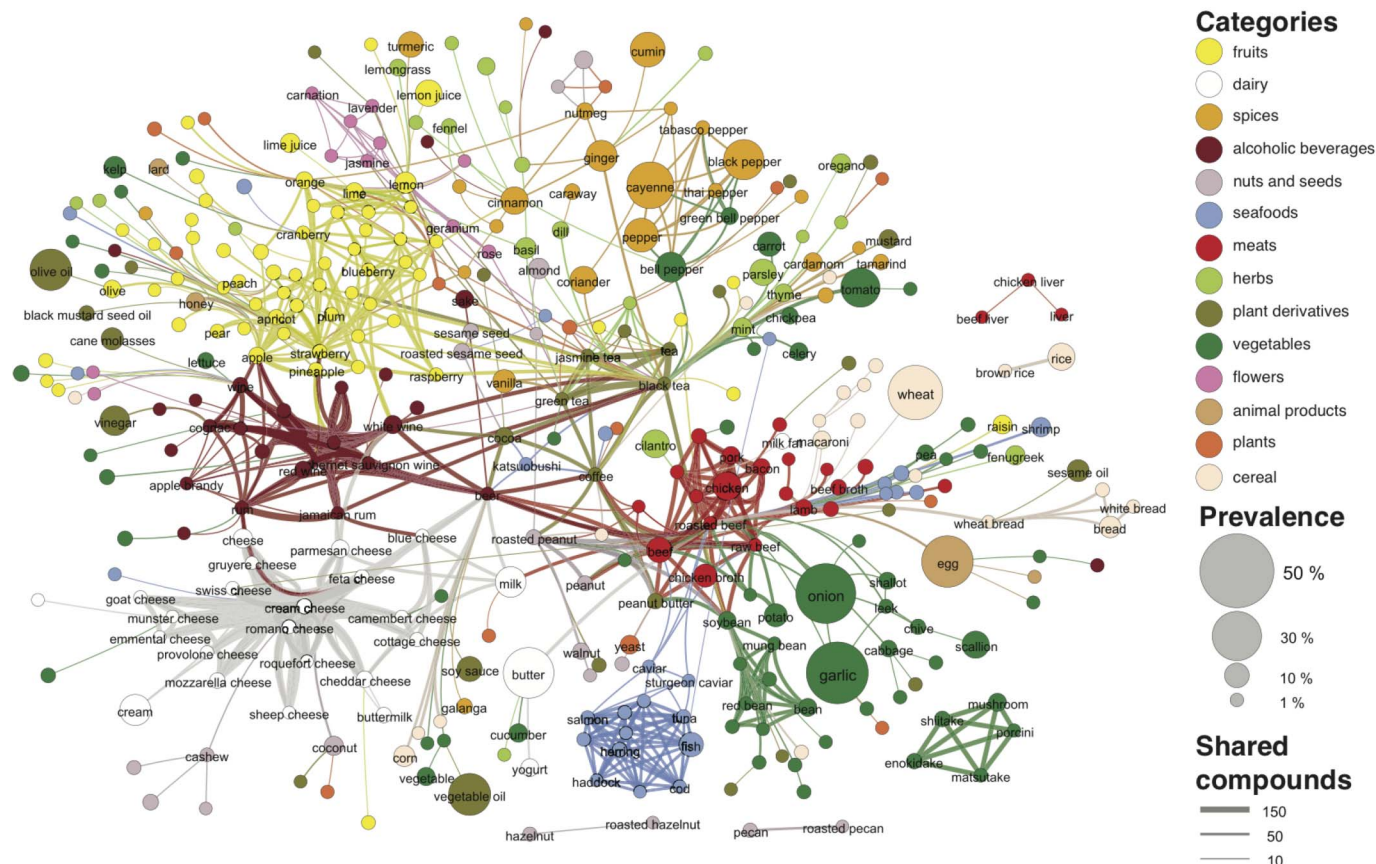 turmeric
cumin
lemongrass
carnation
lavender
lemon juice
nutmeg
tabasco pepper
fennel
lime juice
ginger
black pepper
oregano
kelp
lard
jasmine
orange
lime
lemon
caraway
cayenne
thai pepper
cinnamon
green bell pepper
cranberry
geranium
dill
pepper
carrot
mustard
rose
basil
bell pepper
cardamom
tamarind
olive oil
blueberry
almond
parsley
olive
peach
coriander
thyme
tomato
chicken liver
honey
sake
black mustard seed oil
apricot
plum
chickpea
beef liver
liver
pear
sesame seed
mint
cane molasses
lettuce
apple
strawberry
roasted sesame seed
jasmine tea
tea
celery
rice
pineapple
raspberry
vanilla
black tea
brown rice
wine
green tea
wheat
vinegar
cognac
white wine
cocoa
cilantro
milk fat
macaroni
raisin
shrimp
red wine
bernet sauvignon wine
katsuobushi
coffee
pork
bacon
pea
fenugreek
apple brandy
beer
chicken
beef broth
sesame oil
rum
jamaican rum
roasted beef
lamb
wheat bread
white bread
bread
cheese
parmesan cheese
blue cheese
roasted peanut
beef
raw beef
gruyere cheese
feta cheese
egg
swiss cheese
milk
peanut
chicken broth
shallot
goat cheese
cream cheese
peanut butter
onion
leek
munster cheese
camembert cheese
soybean
potato
emmental cheese
romano cheese
cottage cheese
chive
provolone cheese
walnut
yeast
mung bean
cabbage
scallion
roquefort cheese
caviar
mozzarella cheese
cheddar cheese
soy sauce
butter
sturgeon caviar
garlic
cream
sheep cheese
buttermilk
galanga
salmon
tuna
red bean
bean
mushroom
shiitake
porcini
cucumber
cashew
coconut
corn
herring
fish
yogurt
enokidake
matsutake
vegetable
haddock
cod
vegetable oil
hazelnut
roasted hazelnut
pecan
roasted pecan
Categories
fruits
dairy
spices
alcoholic beverages
nuts and seeds
seafoods
meats
herbs
plant derivatives
vegetables
flowers
animal products
plants
cereal
Prevalence
50 %
30 %
10 %
1 %
Shared
compounds
150
50
10